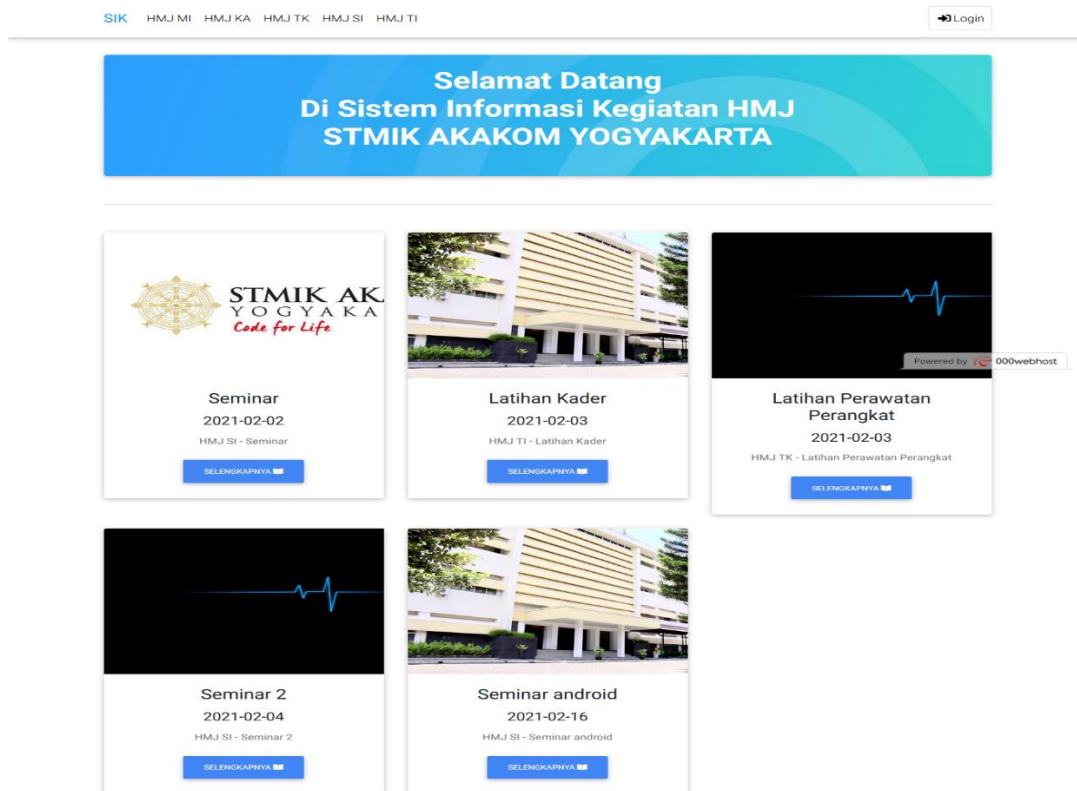 SIK HMJ MI HMJ KA HMJ TK HMJ SI HMJ TI Login
Selamat Datang
Di Sistem Informasi Kegiatan HMJ
STMIK AKAKOM YOGYAKARTA
STMIK AK
YOGYAKA
Code for Life
Seminar
2021-02-02
HMJ SI - Seminar
SELENGKAPNYA
Latihan Kader
2021-02-03
HMJ TI - Latihan Kader
SELENGKAPNYA
Powered by 000webhost
Latihan Perawatan
Perangkat
2021-02-03
HMJ TK - Latihan Perawatan Perangkat
SELENGKAPNYA
Seminar 2
2021-02-04
HMJ SI - Seminar 2
SELENGKAPNYA
Seminar android
2021-02-16
HMJ SI - Seminar android
SELENGKAPNYA